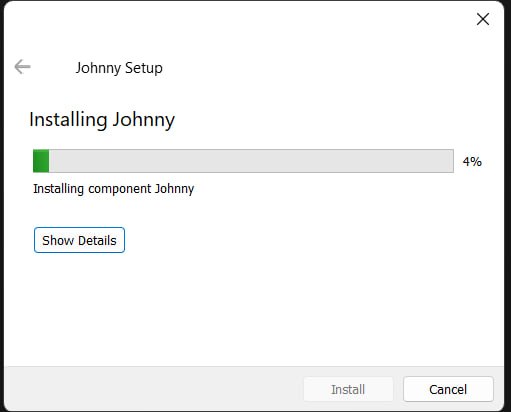 Johnny Setup
Installing Johnny
4%
Installing component Johnny
Show Details
Install
Cancel